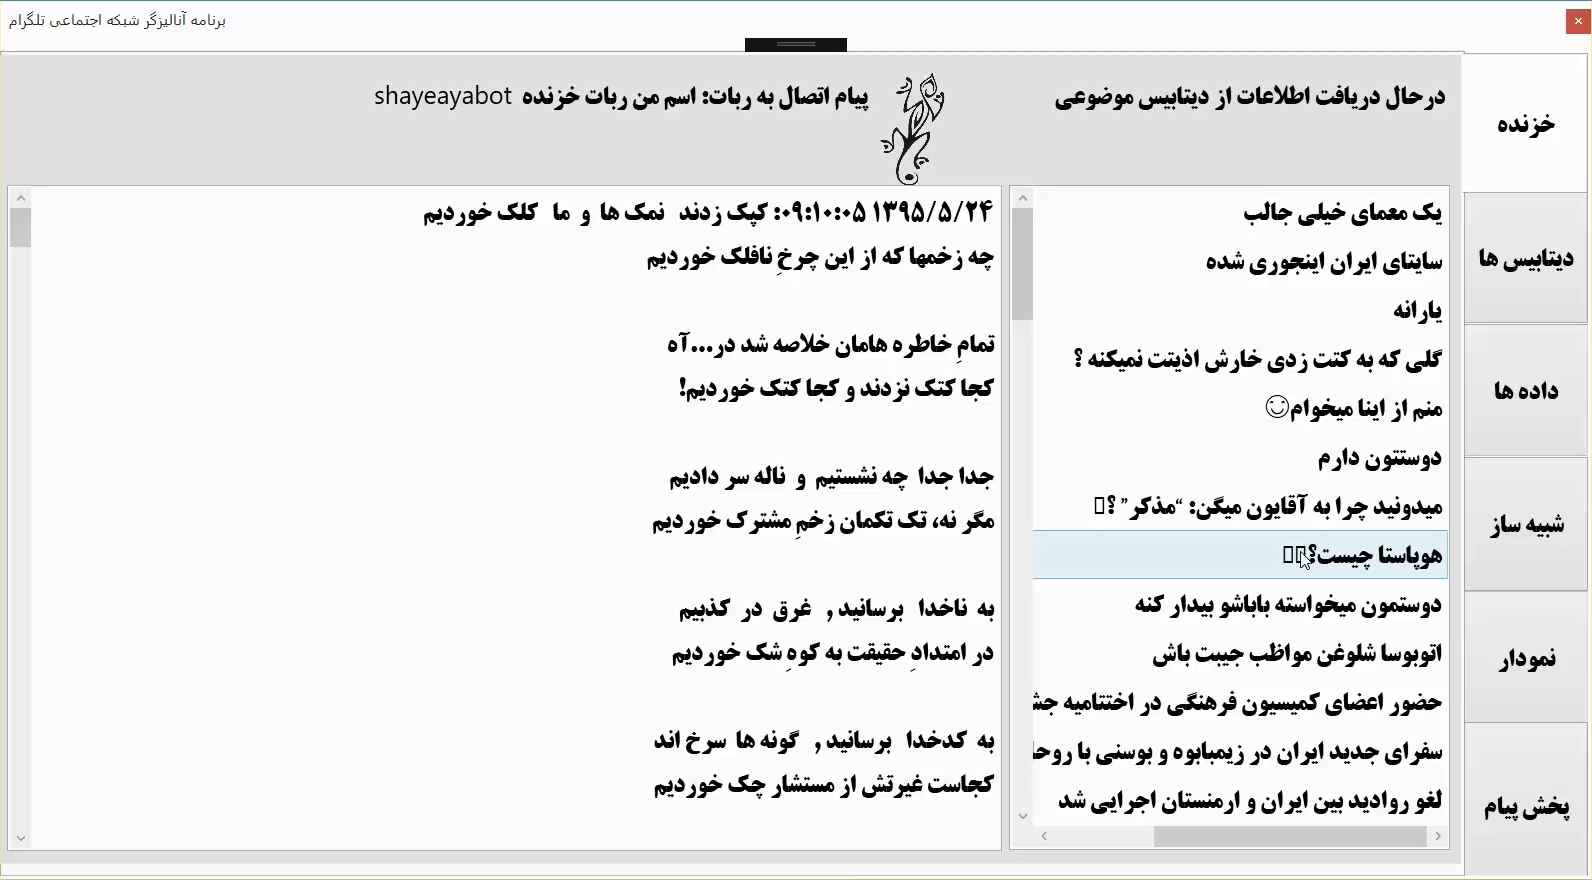 برنامه آنالیزگر شبکه اجتماعی تلگرام
درحال دریافت اطلاعات از دیتابیس موضوعی
پیام اتصال به ربات: اسم من ربات خزنده shayeayabot
خزنده
دیتابیس ها
داده ها
شبیه ساز
نمودار
پخش پیام
یک معمای خیلی جالب
سایتای ایران اینجوری شده
یارانه
گلی که به کتت زدی خارش اذیتت نمیکنه ؟
منم از اینا میخوام☺
دوستتون دارم
میدونید چرا به آقایون میگن: “مذکر” ؟
هوپاستا چیست؟
دوستمون میخواسته باباشو بیدار کنه
اتوبوسا شلوغن مواظب جیبت باش
حضور اعضای کمیسیون فرهنگی در اختتامیه جش
سفرای جدید ایران در زیمبابوه و بوسنی با روحا
لغو روادید بین ایران و ارمنستان اجرایی شد
۱۳۹۵/۵/۲۴ ۰۹:۱۰:۰۵: کپک زدند نمک ها و ما کلک خوردیم
چه زخمها که از این چرخِ نافلک خوردیم
تمامِ خاطره هامان خلاصه شد در...آه
کجا کتک نزدند و کجا کتک خوردیم!
جدا جدا چه نشستیم و ناله سر دادیم
مگر نه، تک تکمان زخمِ مشترک خوردیم
به ناخدا برسانید , غرق در کذبیم
در امتدادِ حقیقت به کوهِ شک خوردیم
به کدخدا برسانید , گونه ها سرخ اند
کجاست غیرتش از مستشار چک خوردیم